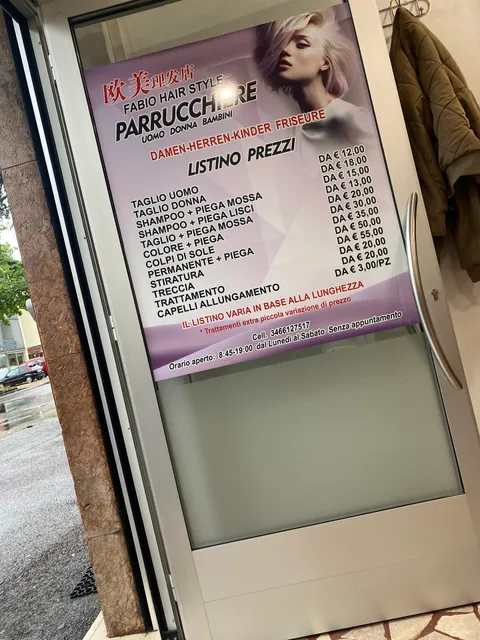 欧美理发店
FABIO HAIR STYLE
PARRUCCHIERE
UOMO DONNA BAMBINI
DAMEN-HERREN-KINDER FRISEURE
LISTINO PREZZI
TAGLIO UOMO DA € 12,00
TAGLIO DONNA DA € 18,00
SHAMPOO + PIEGA MOSSA DA € 15,00
SHAMPOO + PIEGA LISCI DA € 13,00
TAGLIO + PIEGA MOSSA DA € 20,00
COLORE + PIEGA DA € 30,00
COLPI DI SOLE DA € 35,00
PERMANENTE + PIEGA DA € 50,00
STIRATURA DA € 55,00
TRECCIA DA € 20,00
TRATTAMENTO DA € 20,00
CAPELLI ALLUNGAMENTO DA € 3,00/PZ
IL LISTINO VARIA IN BASE ALLA LUNGHEZZA
* Trattamenti extra piccola variazione di prezzo
Cell. 3466127517
Orario aperto: 8:45-19:00 dal Lunedi al Sabato Senza appuntamento